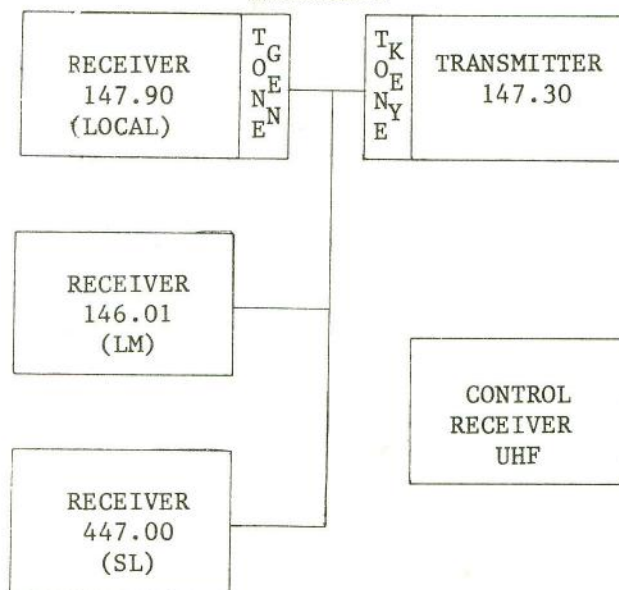 RECEIVER
147.90
(LOCAL)
TONE
GEN
TONE
KEY
TRANSMITTER
147.30
RECEIVER
146.01
(LM)
CONTROL
RECEIVER
UHF
RECEIVER
447.00
(SL)